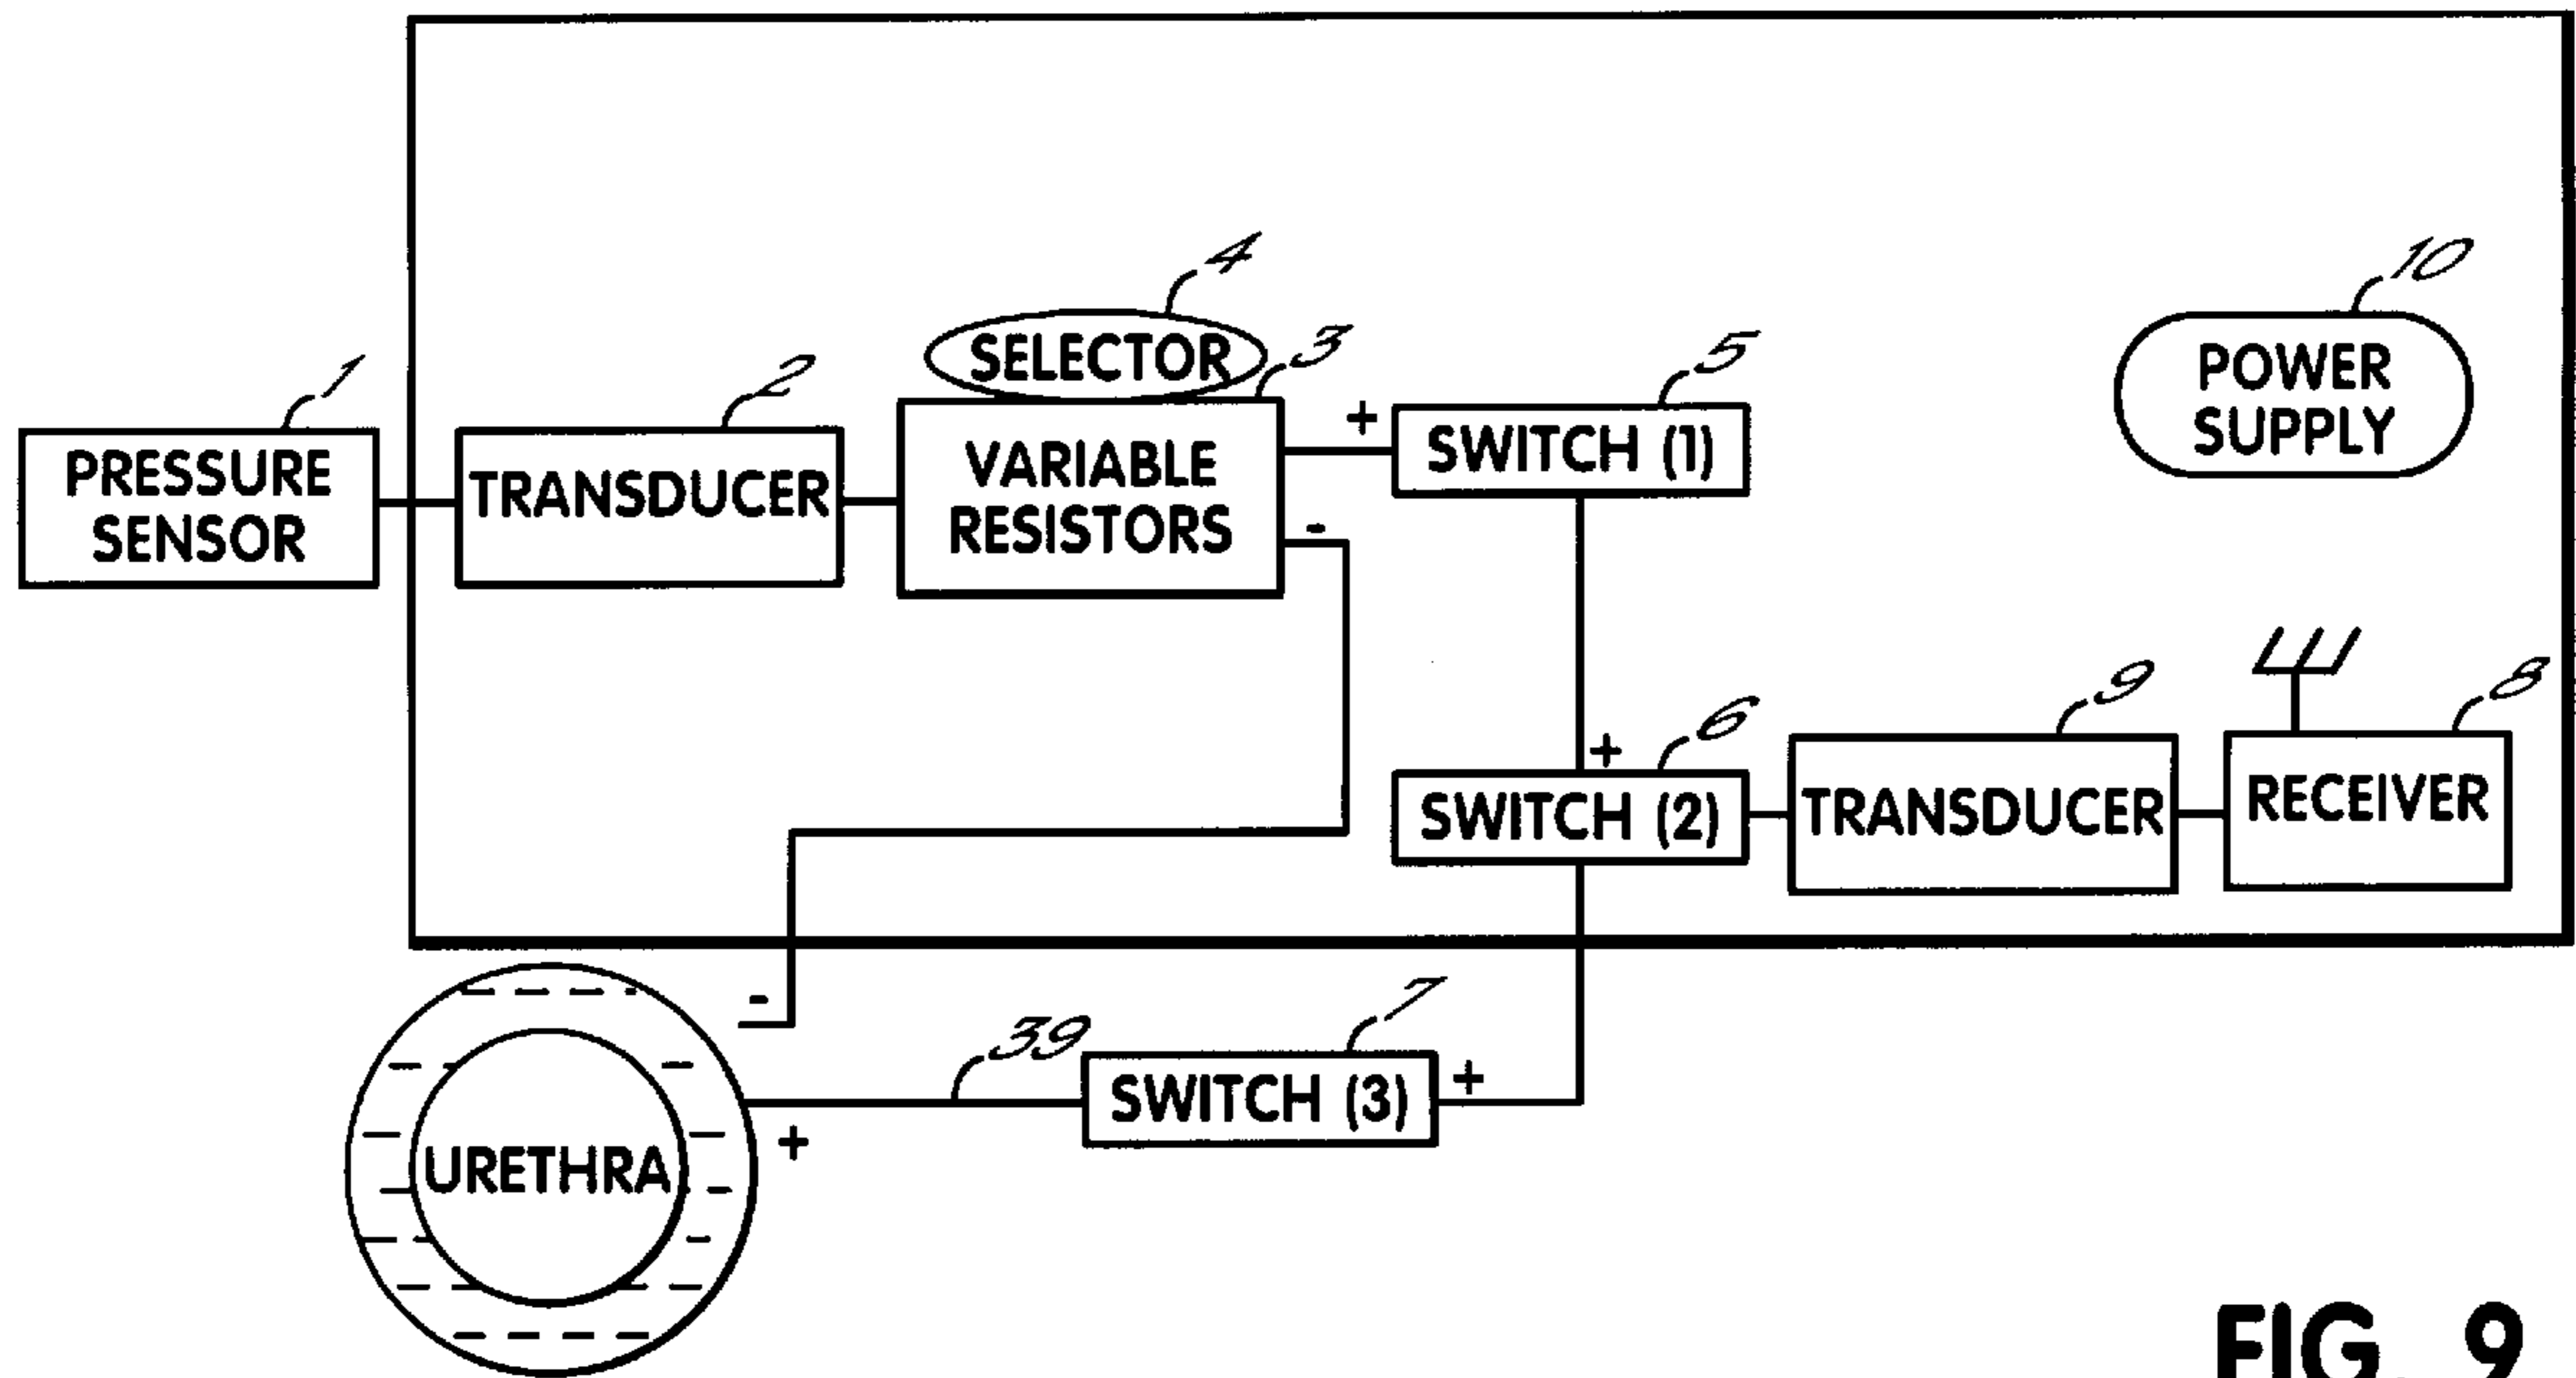 4
SELECTOR
3
10
POWER
SUPPLY
1
PRESSURE
SENSOR
2
TRANSDUCER
VARIABLE
RESISTORS
+
-
5
SWITCH (1)
+
6
SWITCH (2)
9
TRANSDUCER
8
RECEIVER
-
39
7
SWITCH (3)
+
+
URETHRA
FIG. 9